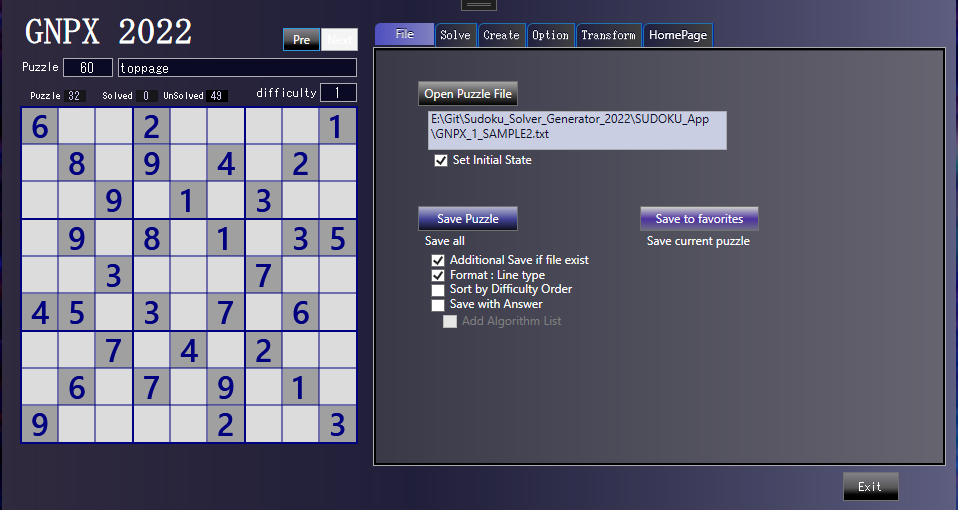 GNPX 2022
Pre Next
Puzzle 60 toppage
Puzzle 32 Solved 0 UnSolved 49 difficulty 1
6 2 1
8 9 4 2
9 1 3
9 8 1 3 5
3 7
4 5 3 7 6
7 4 2
6 7 9 1
9 2 3
File Solve Create Option Transform HomePage
Open Puzzle File
E:\Git\Sudoku_Solver_Generator_2022\SUDOKU_App
\GNPX_1_SAMPLE2.txt
Set Initial State
Save Puzzle
Save all
Additional Save if file exist
Format : Line type
Sort by Difficulty Order
Save with Answer
Add Algorithm List
Save to favorites
Save current puzzle
Exit